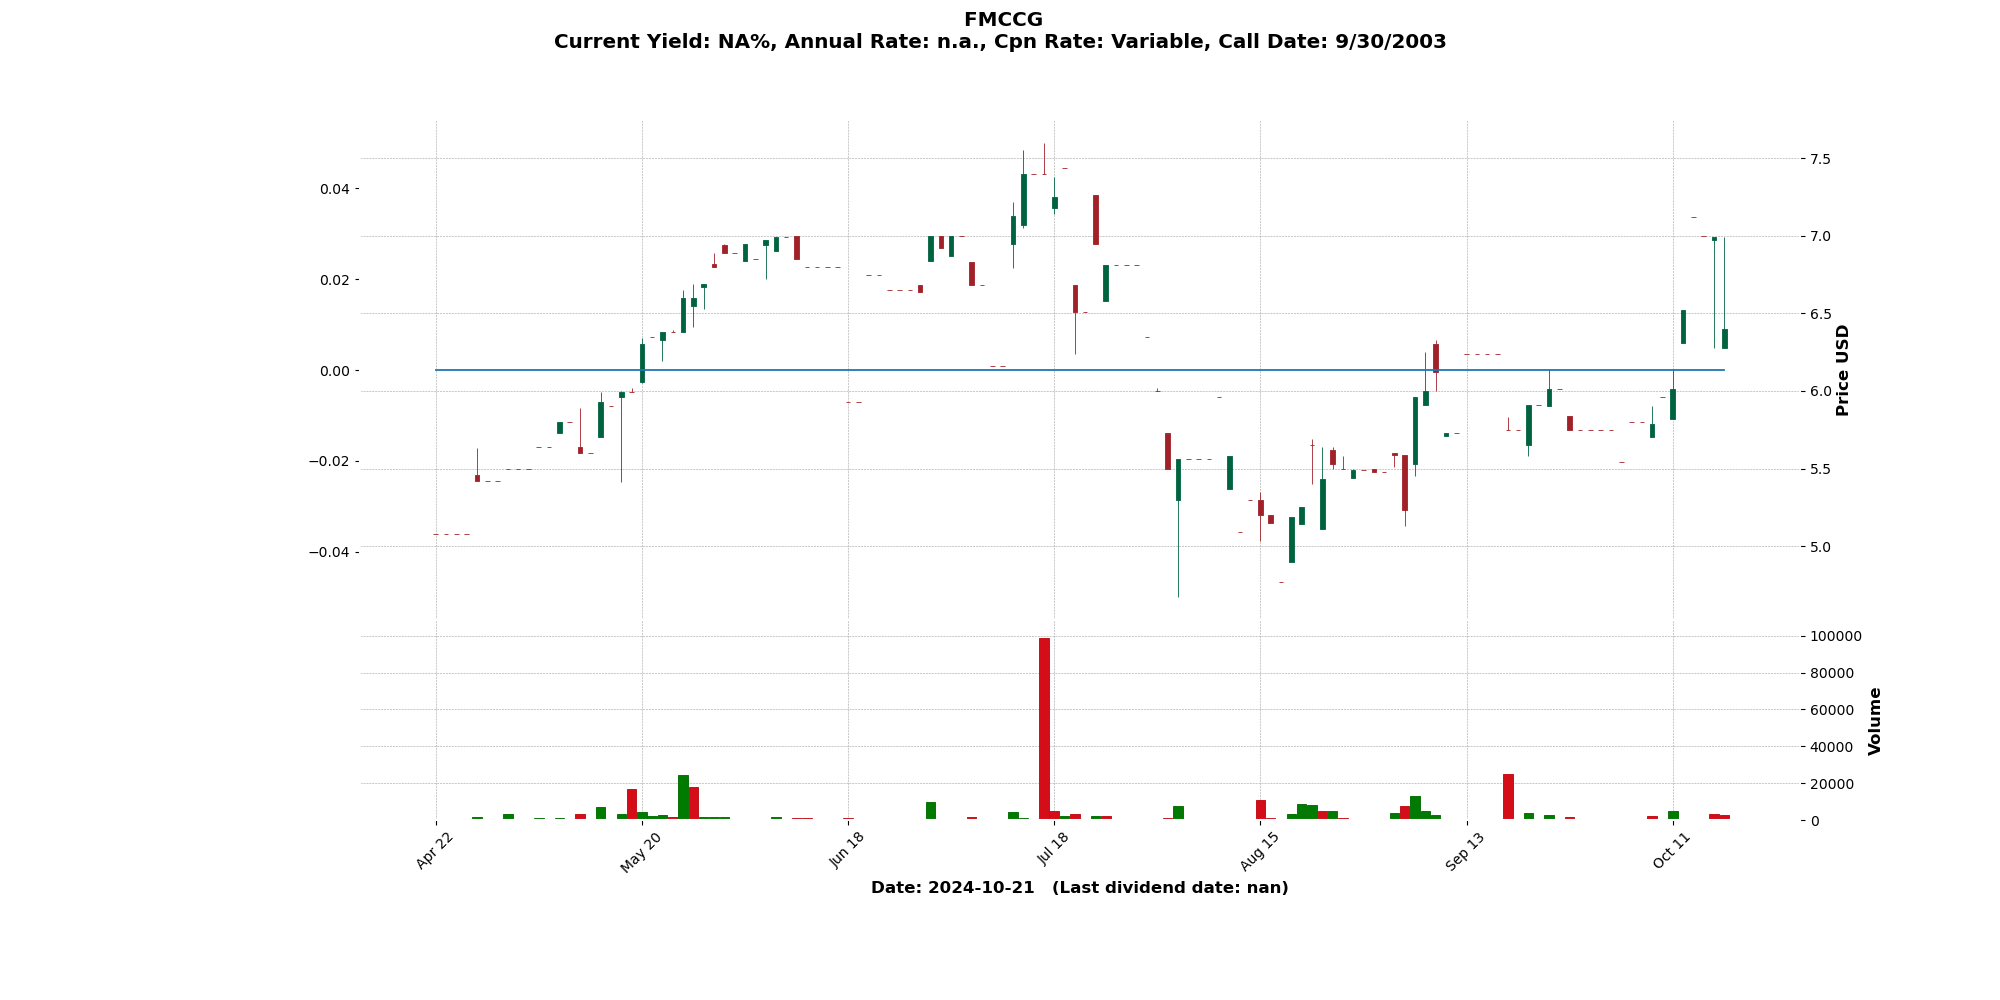 FMCCG
Current Yield: NA%, Annual Rate: n.a., Cpn Rate: Variable, Call Date: 9/30/2003
0.04
0.02
0.00
−0.02
−0.04
7.5
7.0
6.5
6.0
5.5
5.0
Price USD
100000
80000
60000
40000
20000
0
Volume
Apr 22
May 20
Jun 18
Jul 18
Aug 15
Sep 13
Oct 11
Date: 2024-10-21   (Last dividend date: nan)